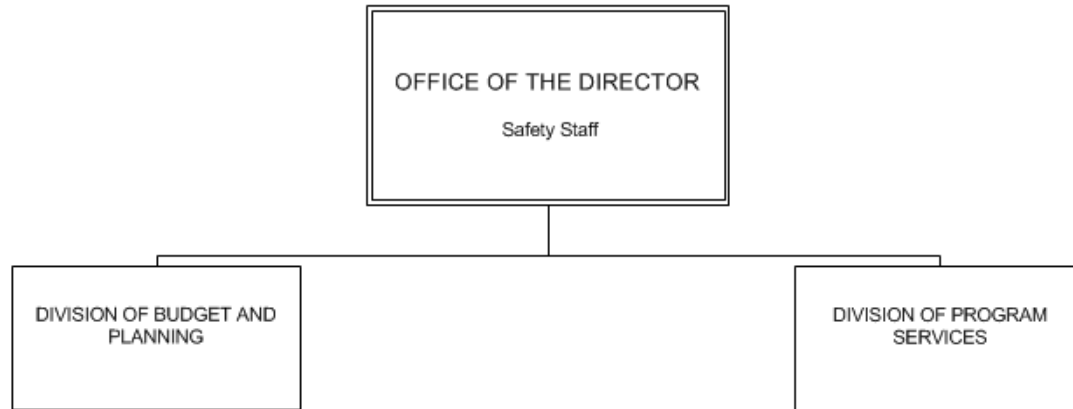 OFFICE OF THE DIRECTOR
Safety Staff
DIVISION OF BUDGET AND
PLANNING
DIVISION OF PROGRAM
SERVICES